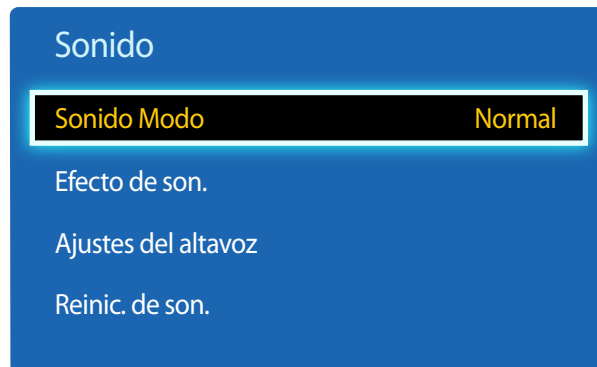 Sonido
Sonido Modo Normal
Efecto de son.
Ajustes del altavoz
Reinic. de son.